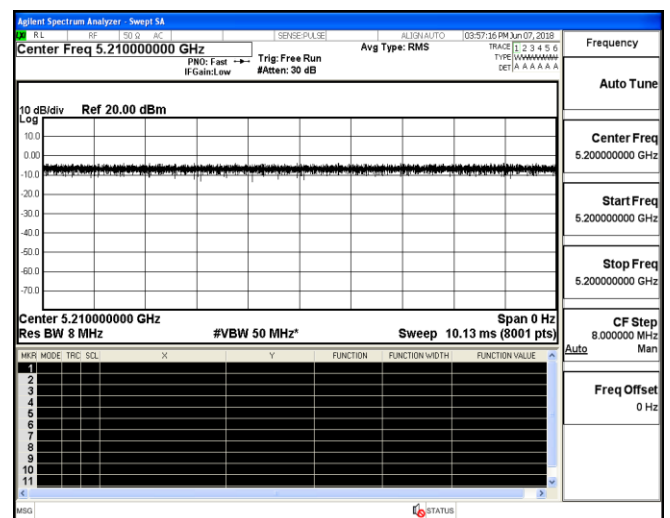 Agilent Spectrum Analyzer - Swept SA
RL RF 50 Ω AC SENSE:PULSE ALIGNAUTO 03:57:16 PM Jun 07, 2018
Center Freq 5.210000000 GHz
PNO: Fast
IFGain:Low
Trig: Free Run
#Atten: 30 dB
Avg Type: RMS
TRACE 1 2 3 4 5 6
TYPE
DET A A A A A A
10 dB/div Ref 20.00 dBm
Log
10.0
0.00
-10.0
-20.0
-30.0
-40.0
-50.0
-60.0
-70.0
Center 5.210000000 GHz Span 0 Hz
Res BW 8 MHz #VBW 50 MHz* Sweep 10.13 ms (8001 pts)
MKR MODE TRC SCL X Y FUNCTION FUNCTION WIDTH FUNCTION VALUE
1
2
3
4
5
6
7
8
9
10
11
MSG STATUS
Frequency
Auto Tune
Center Freq
5.200000000 GHz
Start Freq
5.200000000 GHz
Stop Freq
5.200000000 GHz
CF Step
8.000000 MHz
Auto Man
Freq Offset
0 Hz